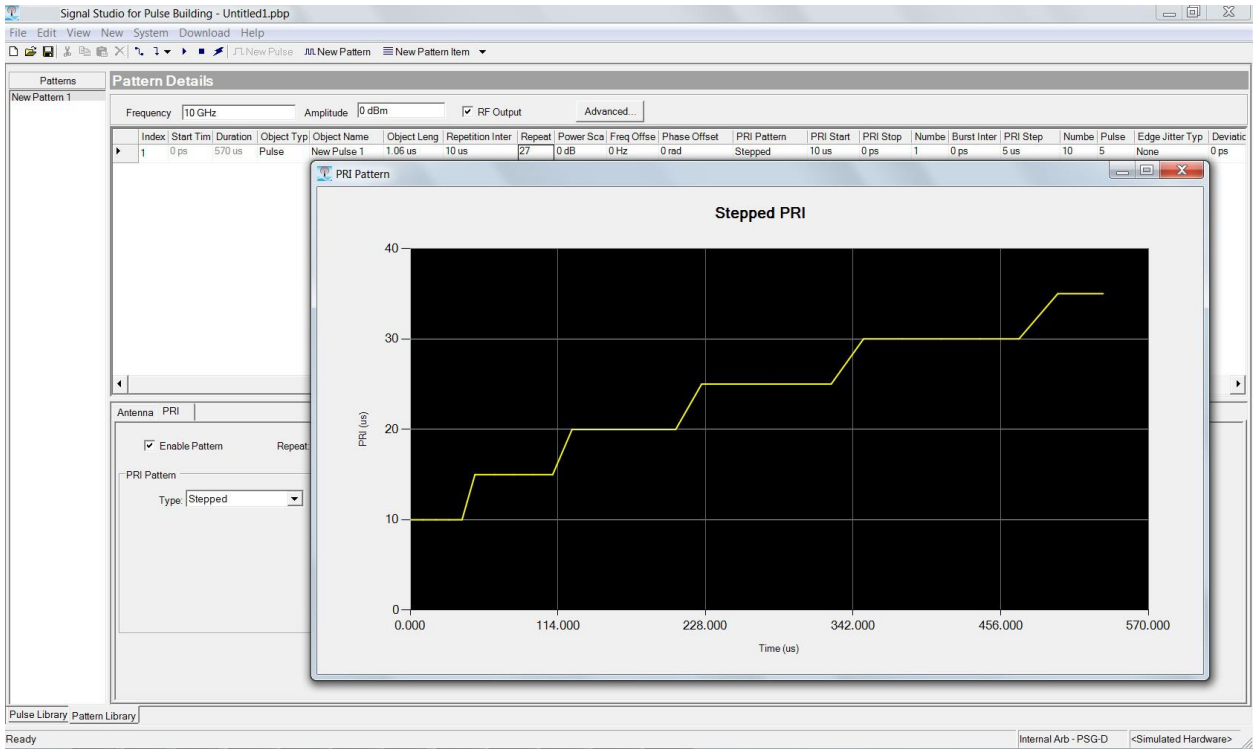 Signal Studio for Pulse Building - Untitled1.pbp
File Edit View New System Download Help
New Pulse New Pattern New Pattern Item
Patterns
New Pattern 1
Pattern Details
Frequency 10 GHz Amplitude 0 dBm RF Output Advanced...
Index Start Tim Duration Object Typ Object Name Object Leng Repetition Inter Repeat Power Sca Freq Offse Phase Offset PRI Pattern PRI Start PRI Stop Numbe Burst Inter PRI Step Numbe Pulse Edge Jitter Typ Deviatic
1 0 ps 570 us Pulse New Pulse 1 1.06 us 10 us 27 0 dB 0 Hz 0 rad Stepped 10 us 0 ps 1 0 ps 5 us 10 5 None 0 ps
PRI Pattern
Stepped PRI
40
30
20
10
0
PRI (us)
0.000 114.000 228.000 342.000 456.000 570.000
Time (us)
Antenna PRI
Enable Pattern Repeat:
PRI Pattern
Type: Stepped
Pulse Library Pattern Library
Ready Internal Arb - PSG-D <Simulated Hardware>